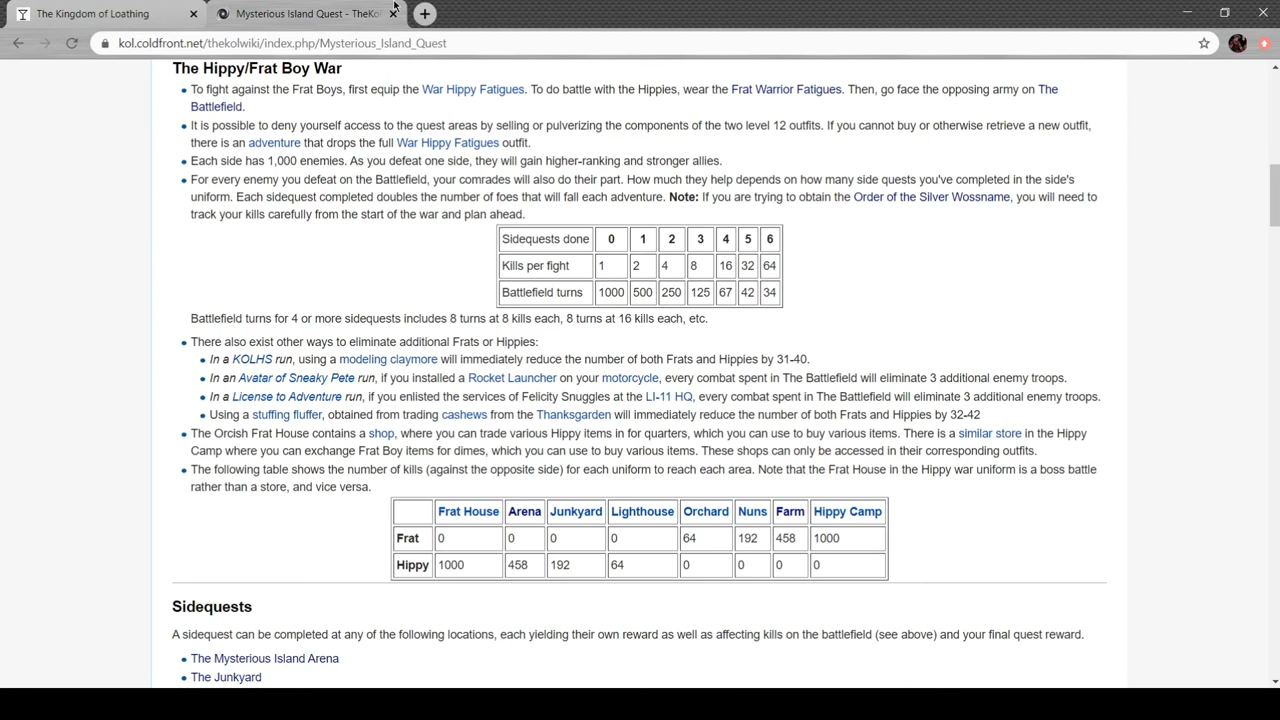 The Kingdom of Loathing
Mysterious Island Quest - TheKol
kol.coldfront.net/thekolwiki/index.php/Mysterious_Island_Quest
The Hippy/Frat Boy War
To fight against the Frat Boys, first equip the War Hippy Fatigues. To do battle with the Hippies, wear the Frat Warrior Fatigues. Then, go face the opposing army on The
Battlefield.
It is possible to deny yourself access to the quest areas by selling or pulverizing the components of the two level 12 outfits. If you cannot buy or otherwise retrieve a new outfit,
there is an adventure that drops the full War Hippy Fatigues outfit.
Each side has 1,000 enemies. As you defeat one side, they will gain higher-ranking and stronger allies.
For every enemy you defeat on the Battlefield, your comrades will also do their part. How much they help depends on how many side quests you've completed in the side's
uniform. Each sidequest completed doubles the number of foes that will fall each adventure. Note: If you are trying to obtain the Order of the Silver Wossname, you will need to
track your kills carefully from the start of the war and plan ahead.
Sidequests done 0 1 2 3 4 5 6
Kills per fight 1 2 4 8 16 32 64
Battlefield turns 1000 500 250 125 67 42 34
Battlefield turns for 4 or more sidequests includes 8 turns at 8 kills each, 8 turns at 16 kills each, etc.
There also exist other ways to eliminate additional Frats or Hippies:
In a KOLHS run, using a modeling claymore will immediately reduce the number of both Frats and Hippies by 31-40.
In an Avatar of Sneaky Pete run, if you installed a Rocket Launcher on your motorcycle, every combat spent in The Battlefield will eliminate 3 additional enemy troops.
In a License to Adventure run, if you enlisted the services of Felicity Snuggles at the LI-11 HQ, every combat spent in The Battlefield will eliminate 3 additional enemy troops.
Using a stuffing fluffer, obtained from trading cashews from the Thanksgarden will immediately reduce the number of both Frats and Hippies by 32-42
The Orcish Frat House contains a shop, where you can trade various Hippy items in for quarters, which you can use to buy various items. There is a similar store in the Hippy
Camp where you can exchange Frat Boy items for dimes, which you can use to buy various items. These shops can only be accessed in their corresponding outfits.
The following table shows the number of kills (against the opposite side) for each uniform to reach each area. Note that the Frat House in the Hippy war uniform is a boss battle
rather than a store, and vice versa.
Frat House Arena Junkyard Lighthouse Orchard Nuns Farm Hippy Camp
Frat 0 0 0 0 64 192 458 1000
Hippy 1000 458 192 64 0 0 0 0
Sidequests
A sidequest can be completed at any of the following locations, each yielding their own reward as well as affecting kills on the battlefield (see above) and your final quest reward.
The Mysterious Island Arena
The Junkyard